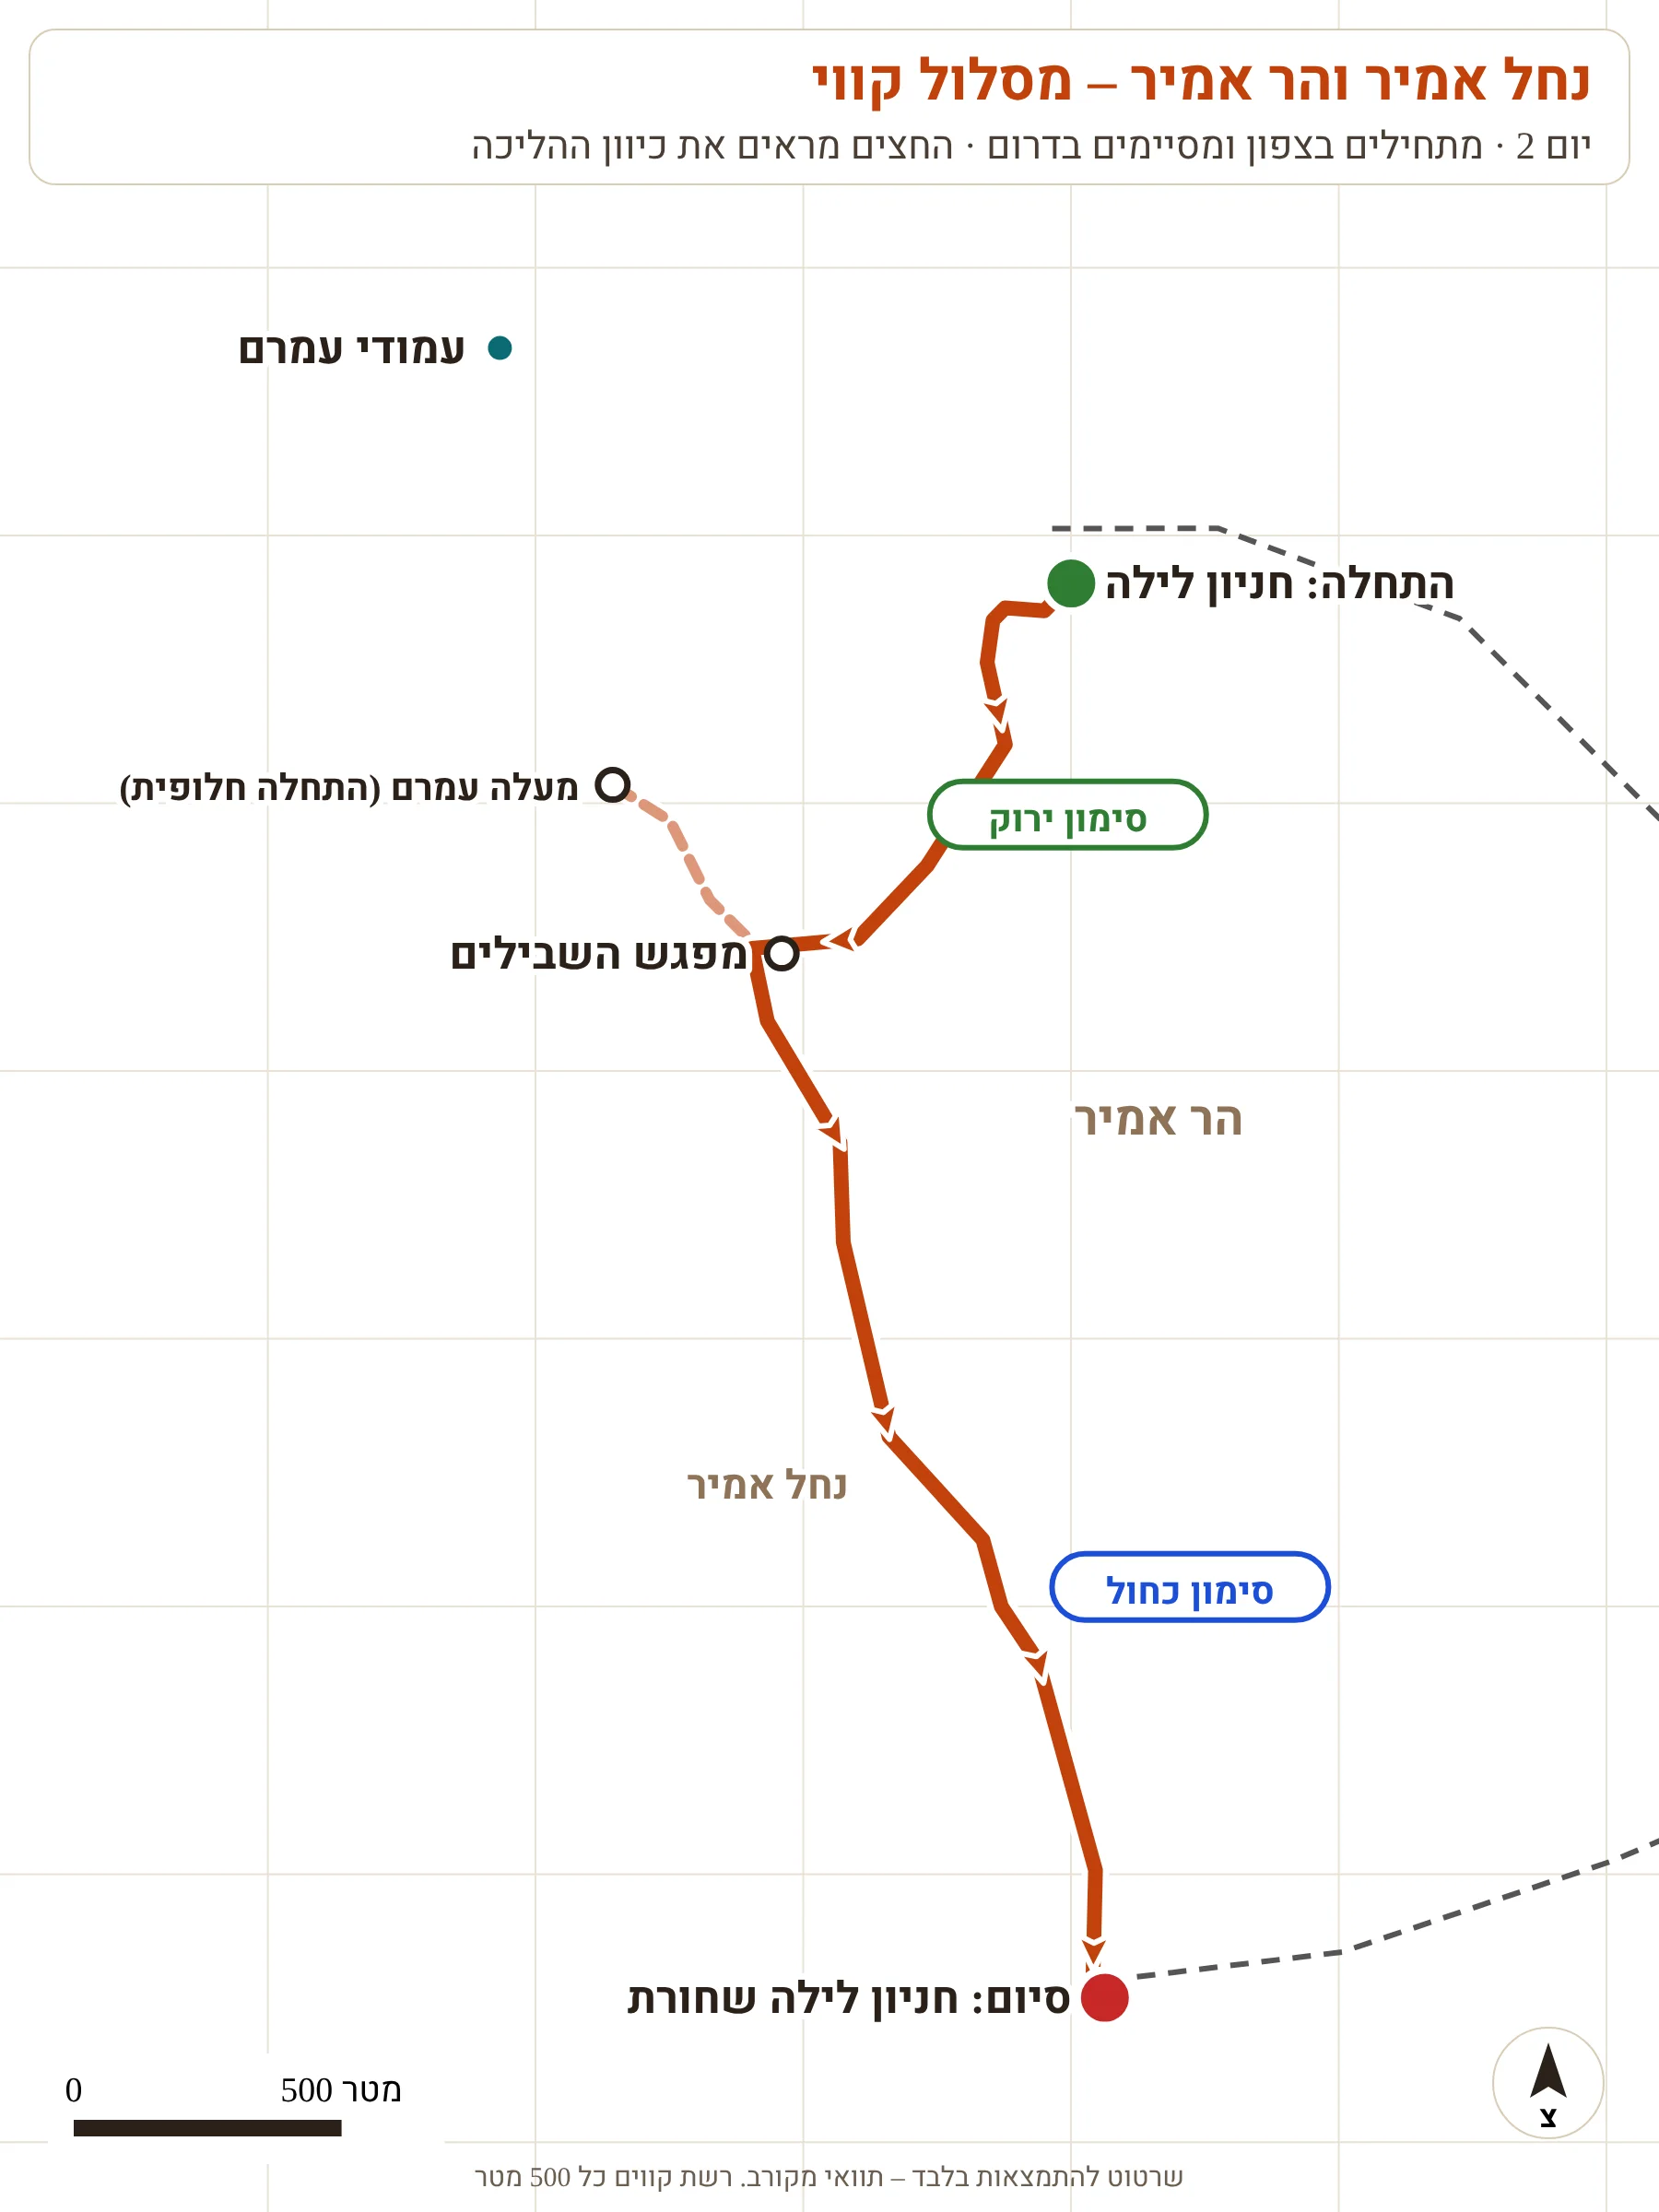 נחל אמיר והר אמיר – מסלול קווי
יום 2 · מתחילים בצפון ומסיימים בדרום · החצים מראים את כיוון ההליכה
עמודי עמרם
התחלה: חניון לילה
מעלה עמרם (התחלה חלופית)
סימון ירוק
מפגש השבילים
הר אמיר
נחל אמיר
סימון כחול
סיום: חניון לילה שחורת
0
500 מטר
צ
שרטוט להתמצאות בלבד – תוואי מקורב. רשת קווים כל 500 מטר